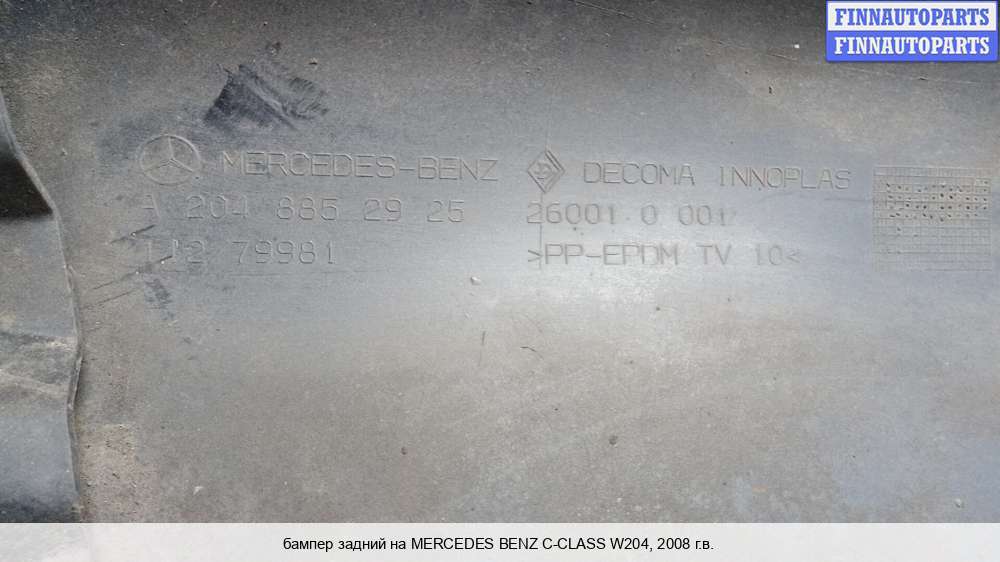 FINNAUTOPARTS
FINNAUTOPARTS
MERCEDES-BENZ DECOMA INNOPLAS
A 204 885 29 25 26001 0 001
79981 >PP-EPDM TV 10<
бампер задний на MERCEDES BENZ C-CLASS W204, 2008 г.в.